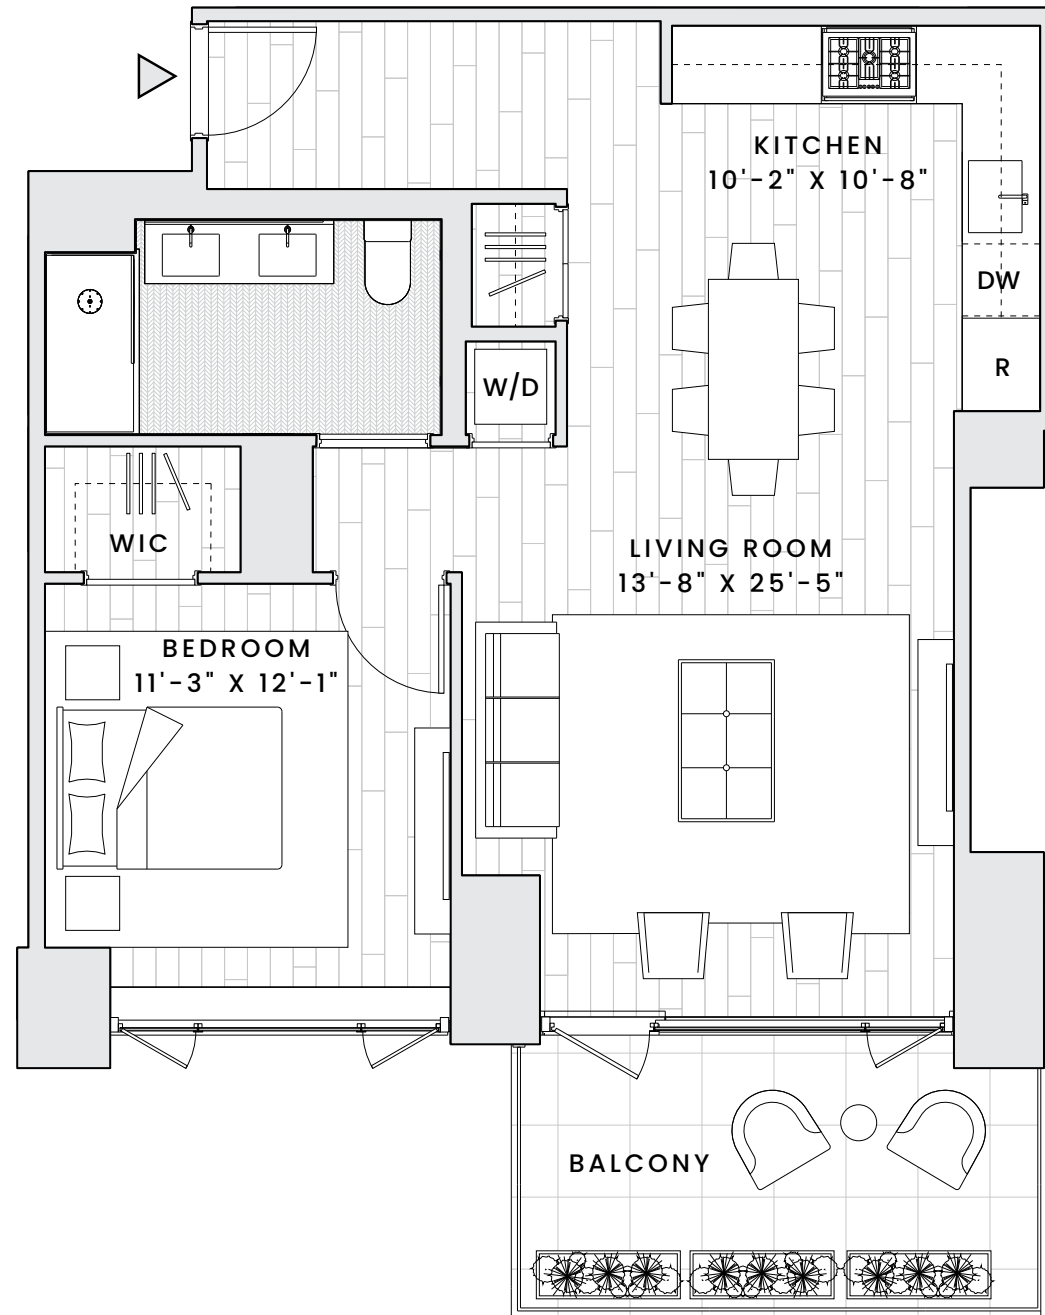 KITCHEN
10'-2" X 10'-8"
DW
R
W/D
WIC
LIVING ROOM
13'-8" X 25'-5"
BEDROOM
11'-3" X 12'-1"
BALCONY